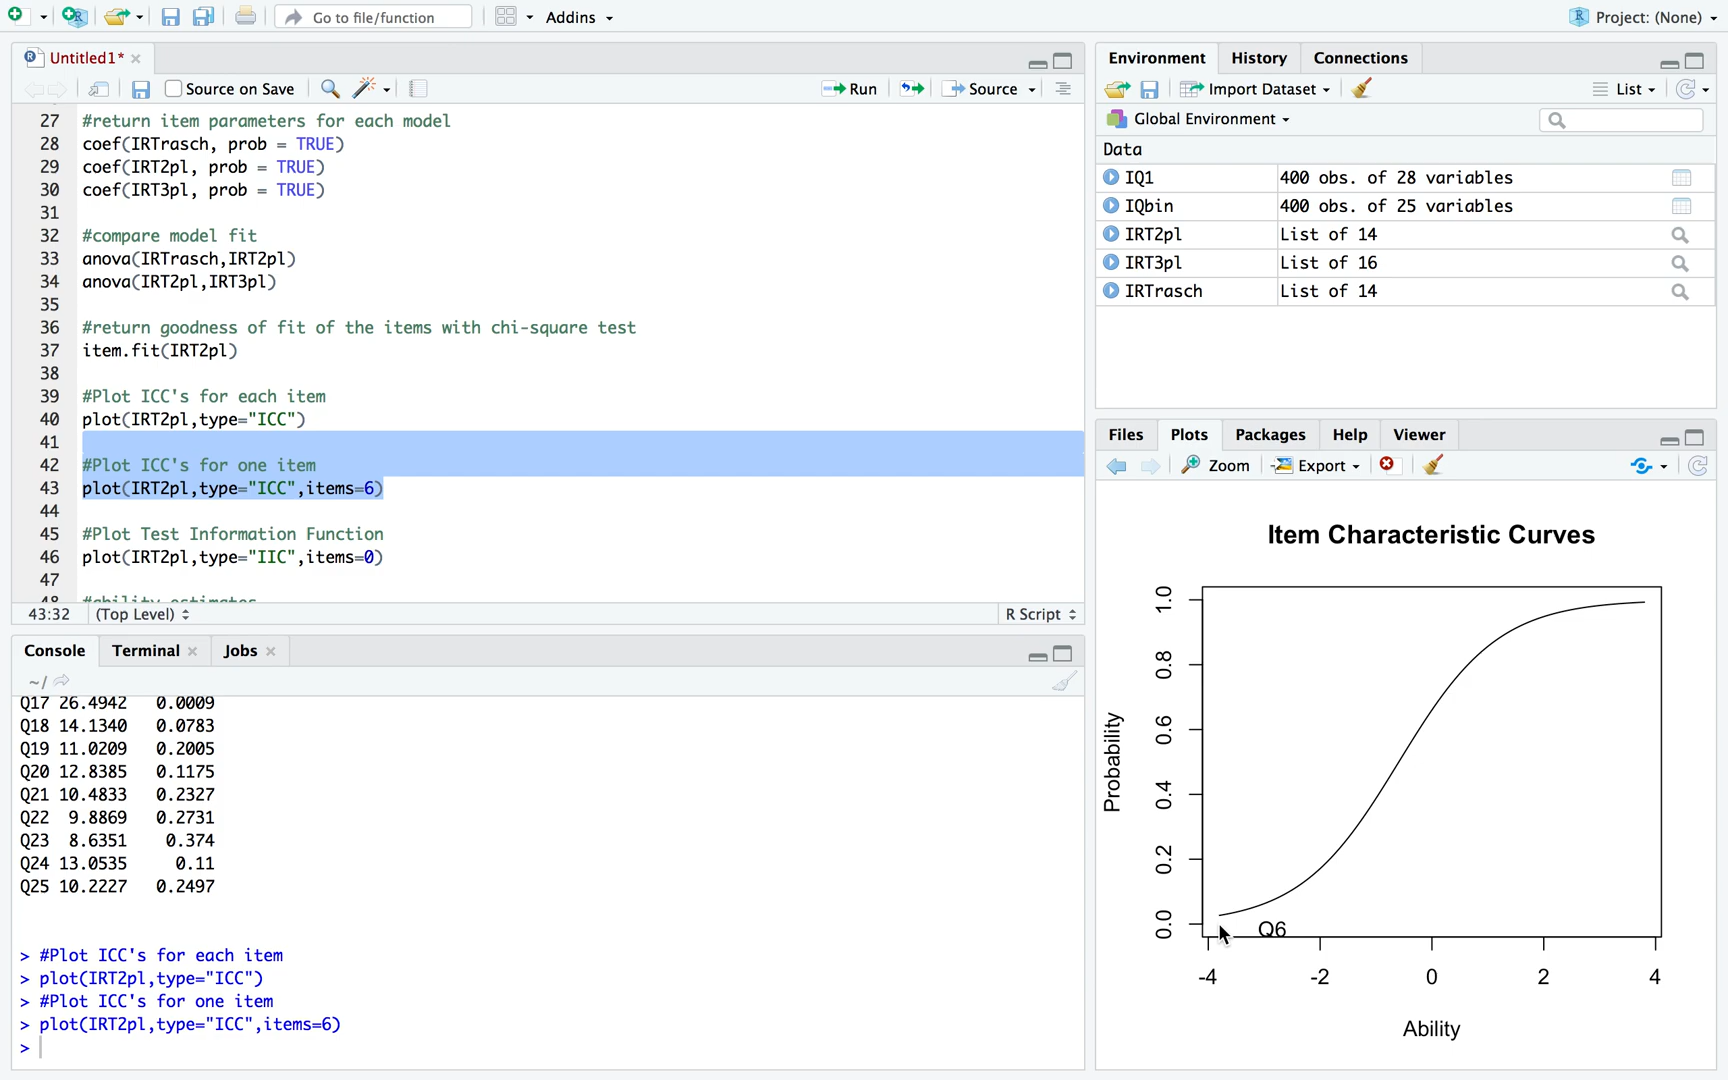 Go to file/function
Addins
Project: (None)
Untitled1*
Source on Save
Run
Source
27 #return item parameters for each model
28 coef(IRTrasch, prob = TRUE)
29 coef(IRT2pl, prob = TRUE)
30 coef(IRT3pl, prob = TRUE)
31
32 #compare model fit
33 anova(IRTrasch,IRT2pl)
34 anova(IRT2pl,IRT3pl)
35
36 #return goodness of fit of the items with chi-square test
37 item.fit(IRT2pl)
38
39 #Plot ICC's for each item
40 plot(IRT2pl,type="ICC")
41
42 #Plot ICC's for one item
43 plot(IRT2pl,type="ICC",items=6)
44
45 #Plot Test Information Function
46 plot(IRT2pl,type="IIC",items=0)
47
48 #ability estimates
43:32 (Top Level) R Script
Console Terminal Jobs
~/
Q17 26.4942 0.0009
Q18 14.1340 0.0783
Q19 11.0209 0.2005
Q20 12.8385 0.1175
Q21 10.4833 0.2327
Q22 9.8869 0.2731
Q23 8.6351 0.374
Q24 13.0535 0.11
Q25 10.2227 0.2497
> #Plot ICC's for each item
> plot(IRT2pl,type="ICC")
> #Plot ICC's for one item
> plot(IRT2pl,type="ICC",items=6)
>
Environment History Connections
Import Dataset List
Global Environment
Data
IQ1 400 obs. of 28 variables
IQbin 400 obs. of 25 variables
IRT2pl List of 14
IRT3pl List of 16
IRTrasch List of 14
Files Plots Packages Help Viewer
Zoom Export
Item Characteristic Curves
Probability
1.0
0.8
0.6
0.4
0.2
0.0
Q6
-4 -2 0 2 4
Ability